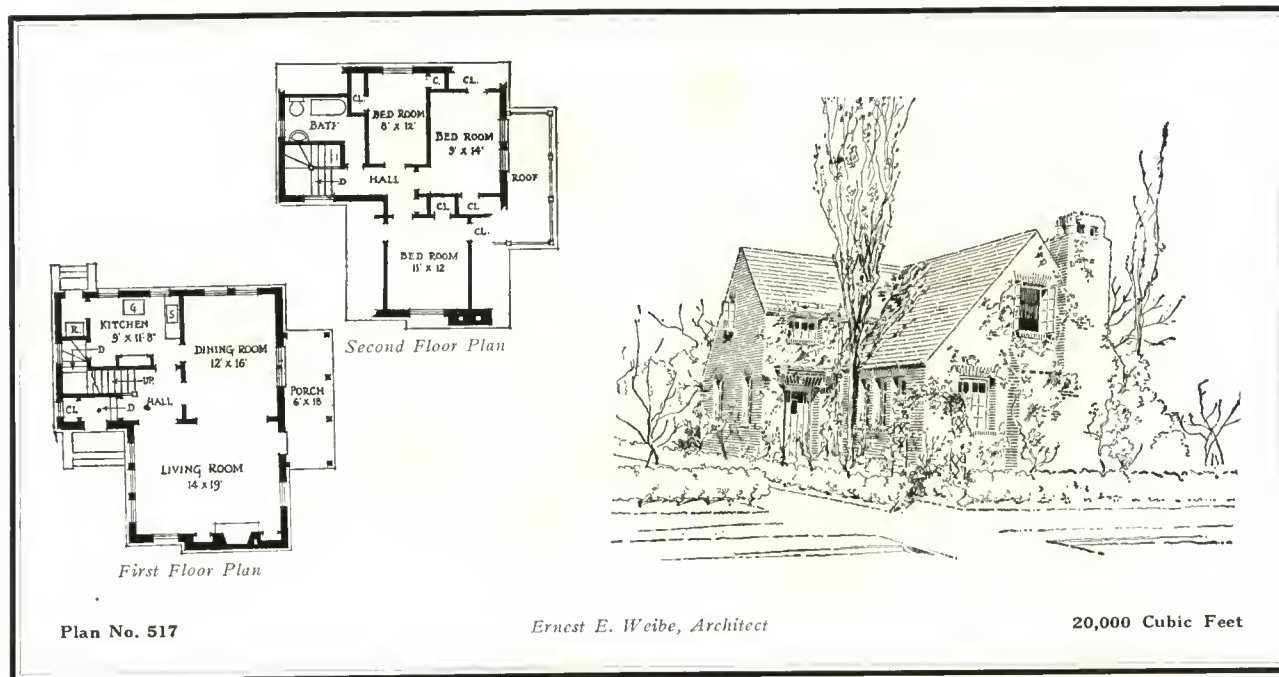 C.
CL.
CL.
BATH
BED ROOM
8' X 12'
BED ROOM
9' X 14'
ROOF
D
HALL
CL
CL
CL.
BED ROOM
11' X 12
Second Floor Plan
S
R.
KITCHEN
9' X 11'-8"
D
DINING ROOM
12' X 16'
UP.
PORCH
6' X 18
CL
D
HALL
LIVING ROOM
14 X 19'
First Floor Plan
Plan No. 517
Ernest E. Weibe, Architect
20,000 Cubic Feet